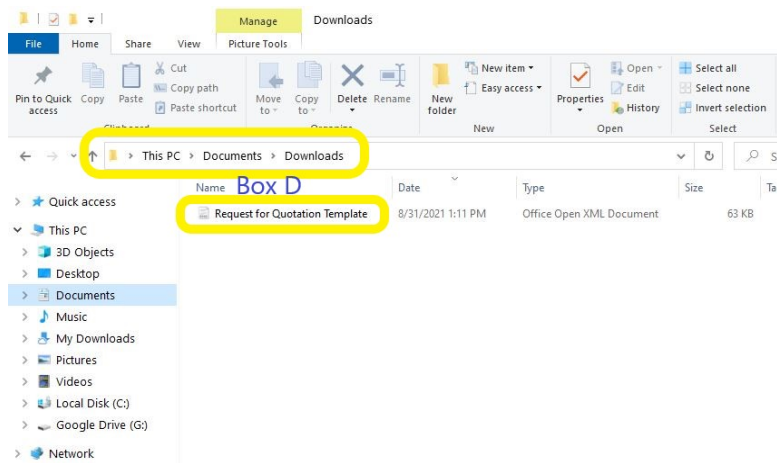 Manage Downloads
File Home Share View Picture Tools
Pin to Quick access
Copy
Paste
Cut
Copy path
Paste shortcut
Clipboard
Move to
Copy to
Delete
Rename
Organize
New folder
New item
Easy access
New
Properties
Open
Edit
History
Open
Select all
Select none
Invert selection
Select
This PC > Documents > Downloads
S
Box D
Name Date Type Size Ta
Request for Quotation Template 8/31/2021 1:11 PM Office Open XML Document 63 KB
Quick access
This PC
3D Objects
Desktop
Documents
Music
My Downloads
Pictures
Videos
Local Disk (C:)
Google Drive (G:)
Network